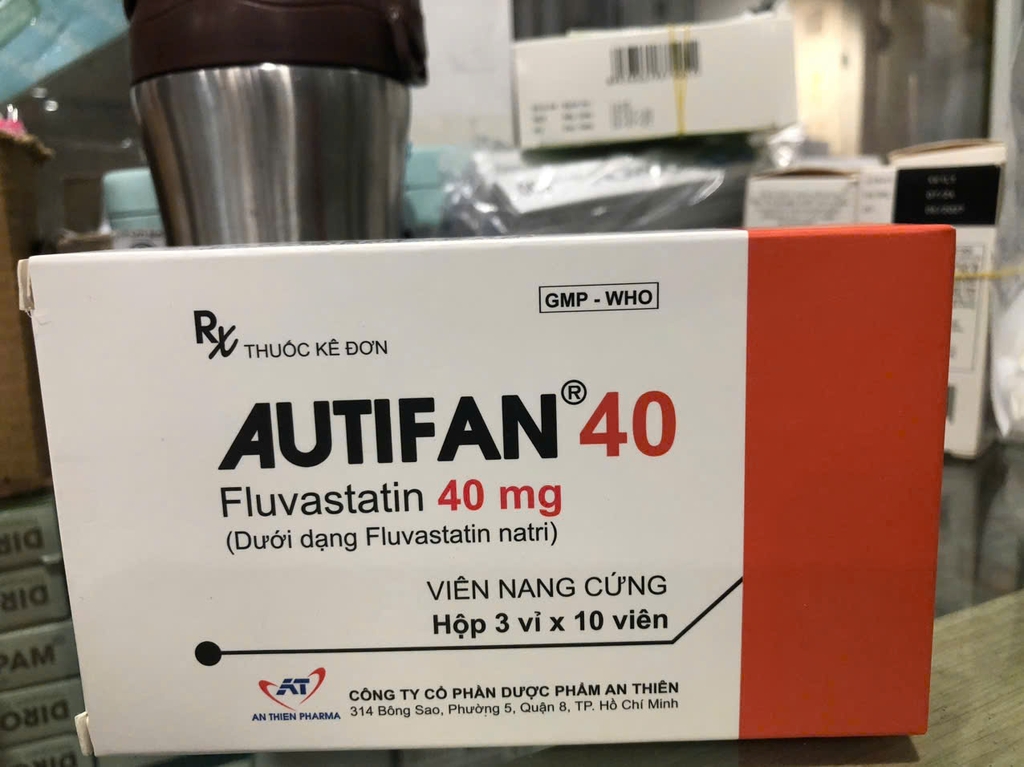 GMP - WHO
Rx THUỐC KÊ ĐƠN
AUTIFAN® 40
Fluvastatin 40 mg
(Dưới dạng Fluvastatin natri)
VIÊN NANG CỨNG
Hộp 3 vỉ x 10 viên
AT
AN THIEN PHARMA
CÔNG TY CỔ PHẦN DƯỢC PHẨM AN THIÊN
314 Bông Sao, Phường 5, Quận 8, TP. Hồ Chí Minh